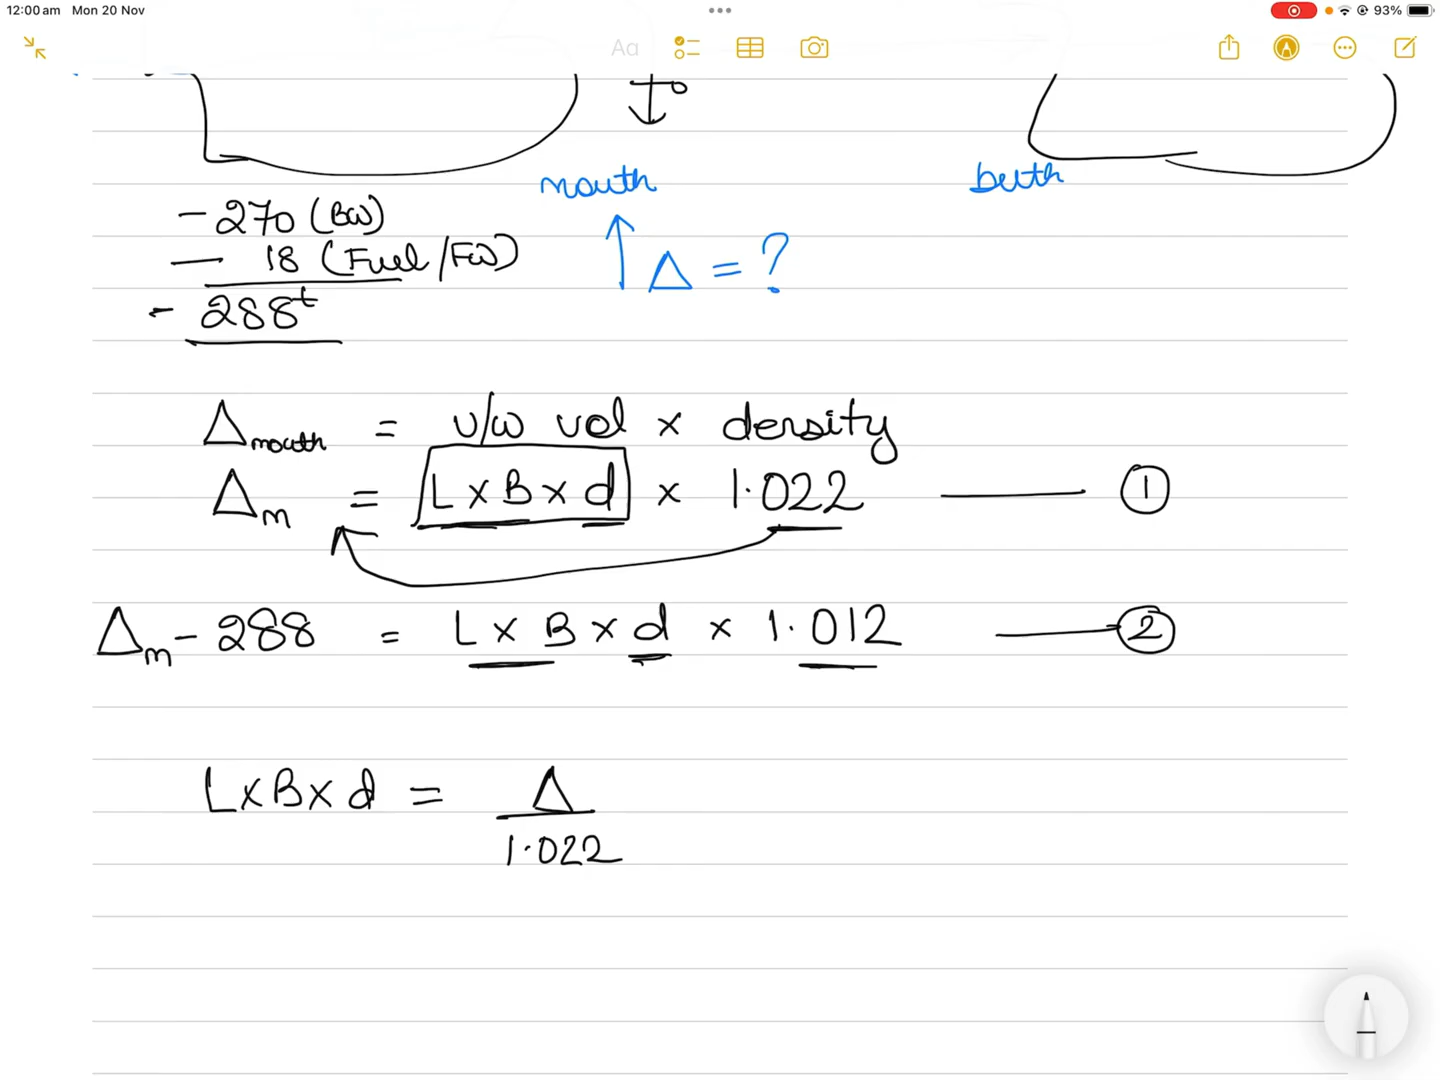 12:00 am Mon 20 Nov
93%
Aa
mouth
berth
- 270 (BW)
- 18 (Fuel/FW)
- 288t
Δ = ?
Δmouth = u/w vol × density
Δm = L × B × d × 1.022 ——— ①
Δm - 288 = L × B × d × 1.012 ——— ②
L × B × d = Δ
1.022